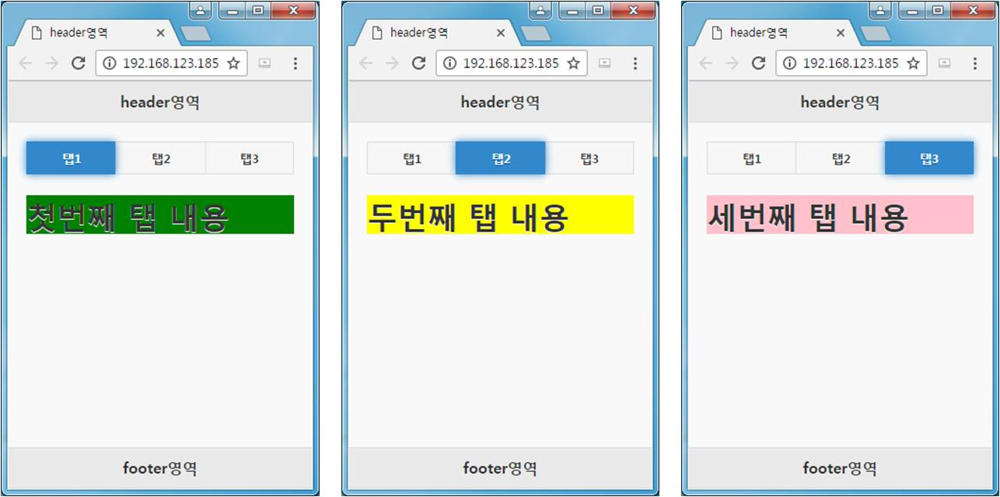 header영역
192.168.123.185
header영역
탭1 탭2 탭3
첫번째 탭 내용
footer영역
header영역
192.168.123.185
header영역
탭1 탭2 탭3
두번째 탭 내용
footer영역
header영역
192.168.123.185
header영역
탭1 탭2 탭3
세번째 탭 내용
footer영역